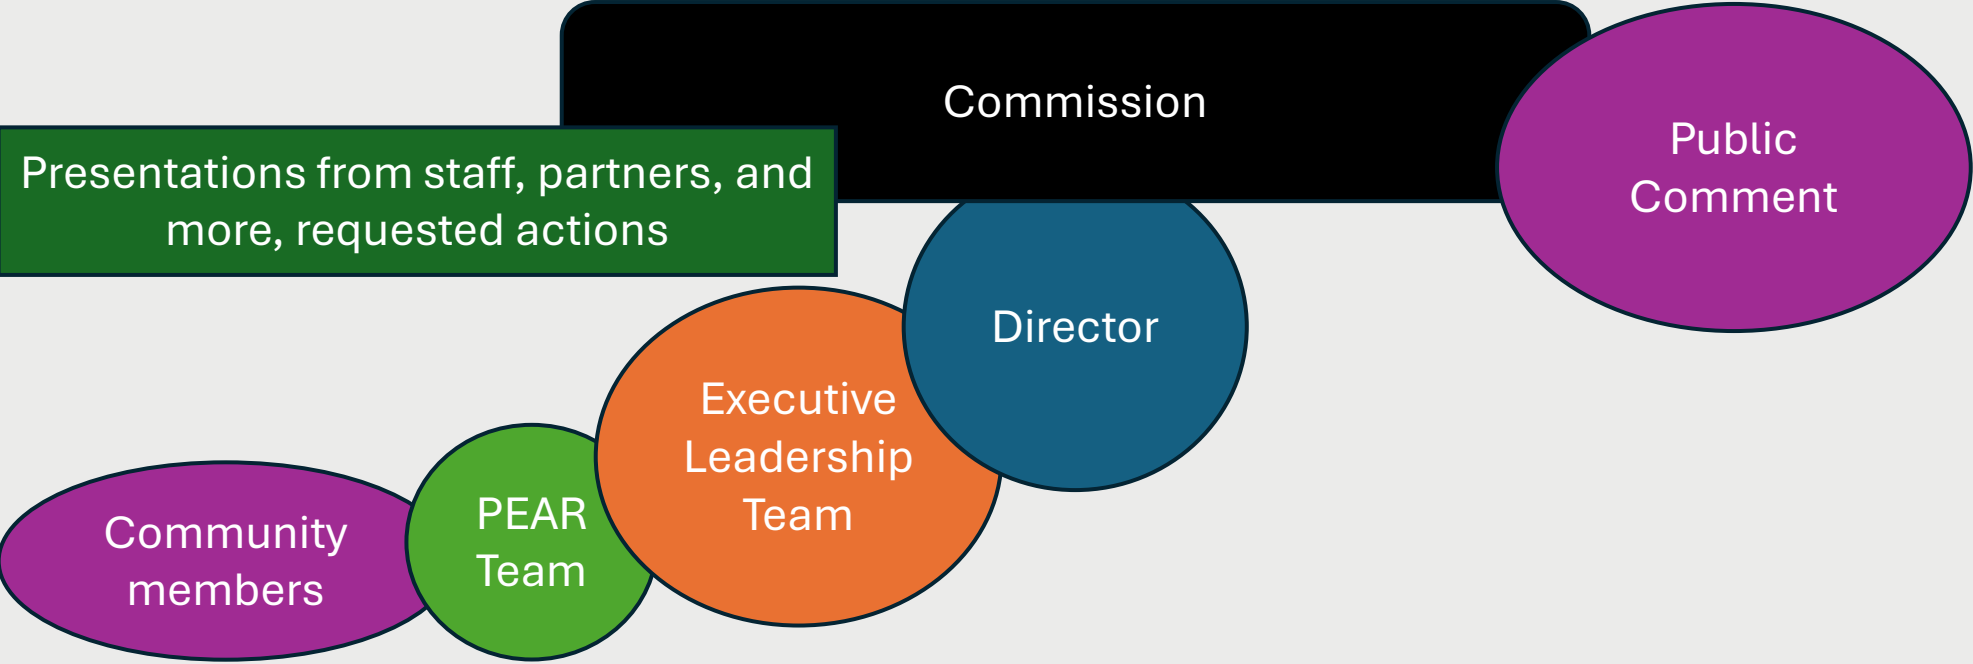 Commission
Public
Comment
Presentations from staff, partners, and
more, requested actions
Director
Executive
Leadership
Team
PEAR
Team
Community
members